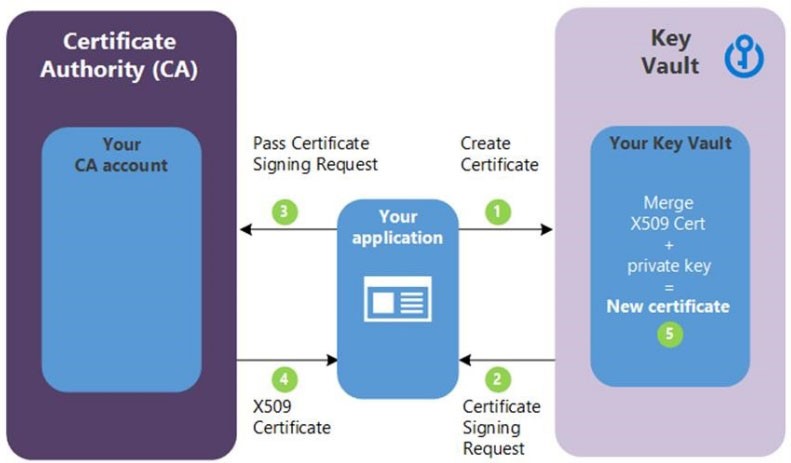 Certificate
Authority (CA)
Your
CA account
Pass Certificate
Signing Request
3
4
X509
Certificate
Your
application
Create
Certificate
1
2
Certificate
Signing
Request
Key
Vault
Your Key Vault
Merge
X509 Cert
+
private key
=
New certificate
5